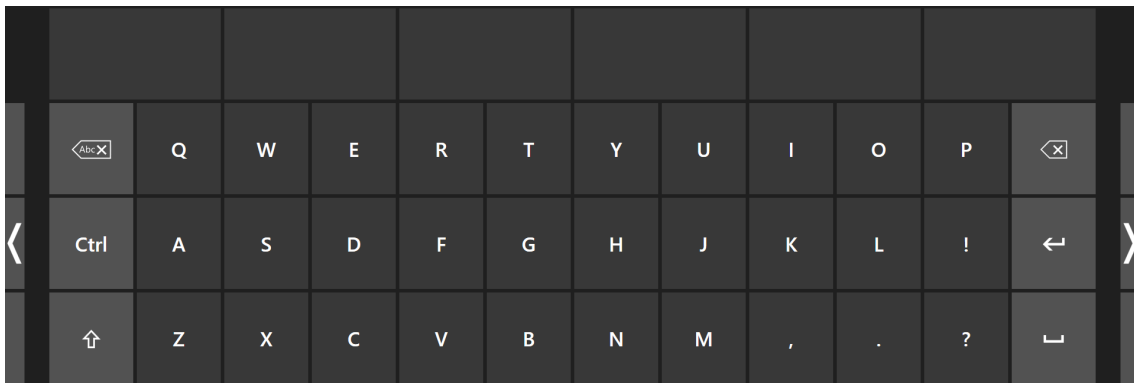 Abc Q W E R T Y U I O P
Ctrl A S D F G H J K L !
Z X C V B N M , . ?